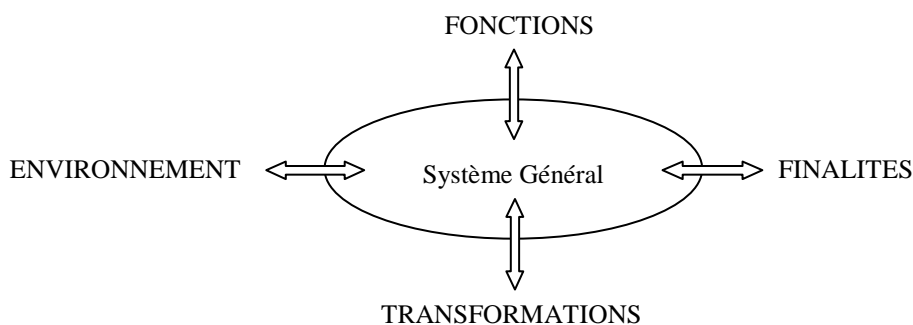 FONCTIONS
ENVIRONNEMENT
Système Général
FINALITES
TRANSFORMATIONS